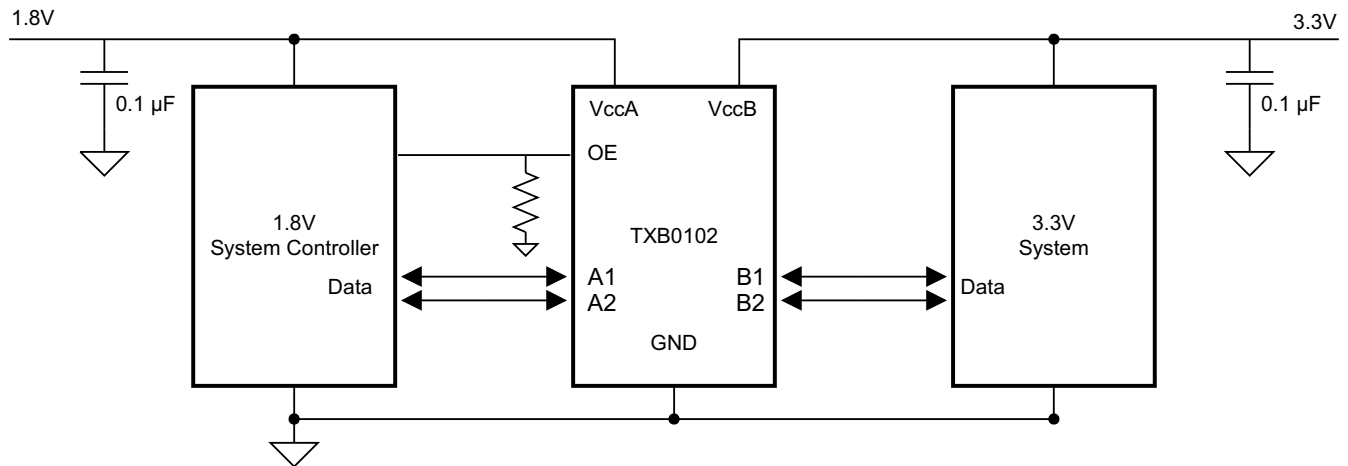 1.8V
3.3V
0.1 µF
VccA
VccB
0.1 µF
OE
1.8V
System Controller
TXB0102
3.3V
System
Data
A1
A2
B1
B2
Data
GND